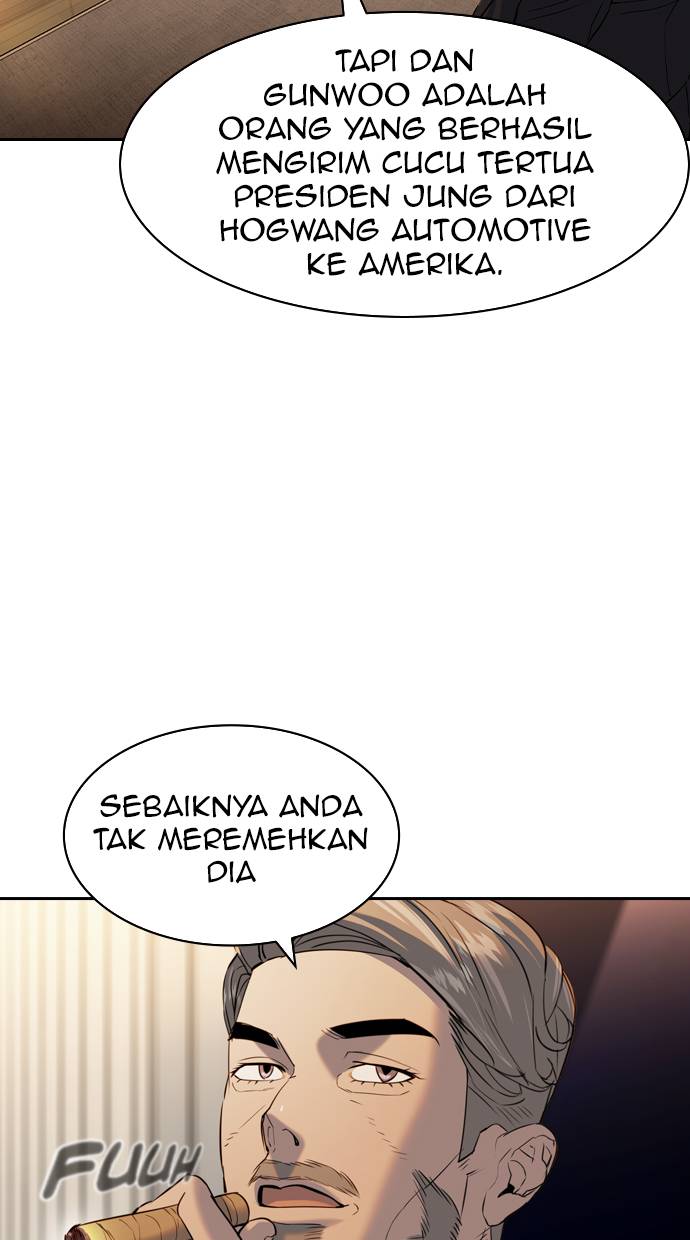 TAPI DAN
GUNWOO ADALAH
ORANG YANG BERHASIL
MENGIRIM CUCU TERTUA
PRESIDEN JUNG DARI
HOGWANG AUTOMOTIVE
KE AMERIKA.
SEBAIKNYA ANDA
TAK MEREMEHKAN
DIA
FUUH